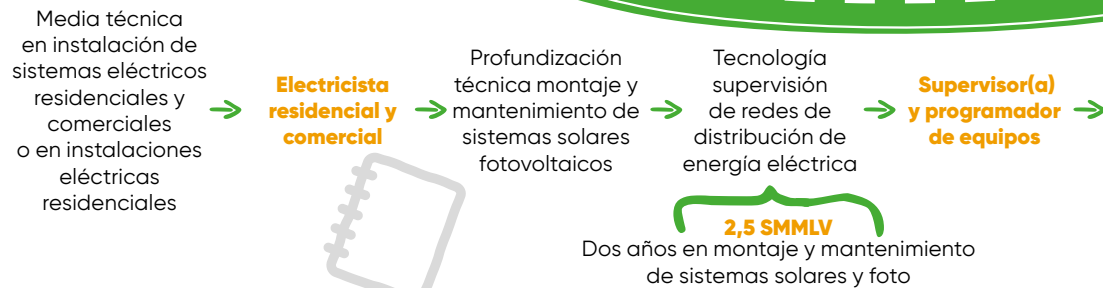 Media técnica
en instalación de
sistemas eléctricos
residenciales y
comerciales
o en instalaciones
eléctricas
residenciales
Electricista
residencial y
comercial
Profundización
técnica montaje y
mantenimiento de
sistemas solares
fotovoltaicos
Tecnología
supervisión
de redes de
distribución de
energía eléctrica
Supervisor(a)
y programador
de equipos
2,5 SMMLV
Dos años en montaje y mantenimiento
de sistemas solares y foto